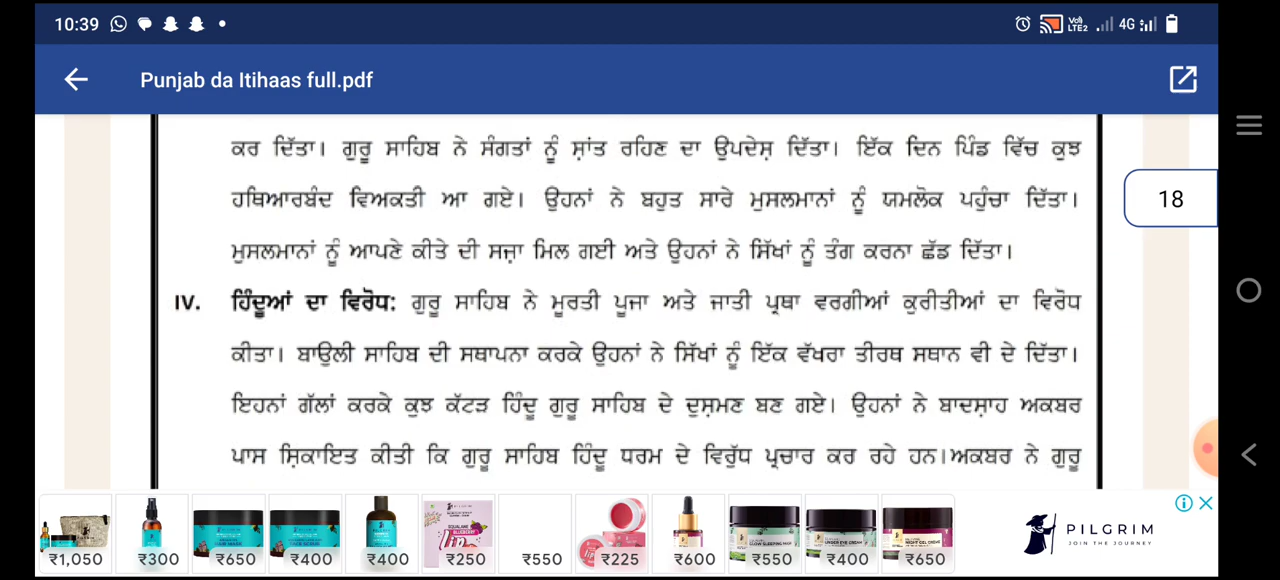 10:39
VoB LTE2 4G
Punjab da Itihaas full.pdf
ਕਰ ਦਿੱਤਾ। ਗੁਰੂ ਸਾਹਿਬ ਨੇ ਸੰਗਤਾਂ ਨੂੰ ਸ਼ਾਂਤ ਰਹਿਣ ਦਾ ਉਪਦੇਸ਼ ਦਿੱਤਾ। ਇੱਕ ਦਿਨ ਪਿੰਡ ਵਿੱਚ ਕੁਝ
ਹਥਿਆਰਬੰਦ ਵਿਅਕਤੀ ਆ ਗਏ। ਉਹਨਾਂ ਨੇ ਬਹੁਤ ਸਾਰੇ ਮੁਸਲਮਾਨਾਂ ਨੂੰ ਯਮਲੋਕ ਪਹੁੰਚਾ ਦਿੱਤਾ।
18
ਮੁਸਲਮਾਨਾਂ ਨੂੰ ਆਪਣੇ ਕੀਤੇ ਦੀ ਸਜ਼ਾ ਮਿਲ ਗਈ ਅਤੇ ਉਹਨਾਂ ਨੇ ਸਿੱਖਾਂ ਨੂੰ ਤੰਗ ਕਰਨਾ ਛੱਡ ਦਿੱਤਾ।
IV. ਹਿੰਦੂਆਂ ਦਾ ਵਿਰੋਧ: ਗੁਰੂ ਸਾਹਿਬ ਨੇ ਮੂਰਤੀ ਪੂਜਾ ਅਤੇ ਜਾਤੀ ਪ੍ਰਥਾ ਵਰਗੀਆਂ ਕੁਰੀਤੀਆਂ ਦਾ ਵਿਰੋਧ
ਕੀਤਾ। ਬਾਉਲੀ ਸਾਹਿਬ ਦੀ ਸਥਾਪਨਾ ਕਰਕੇ ਉਹਨਾਂ ਨੇ ਸਿੱਖਾਂ ਨੂੰ ਇੱਕ ਵੱਖਰਾ ਤੀਰਥ ਸਥਾਨ ਵੀ ਦੇ ਦਿੱਤਾ।
ਇਹਨਾਂ ਗੱਲਾਂ ਕਰਕੇ ਕੁਝ ਕੱਟੜ ਹਿੰਦੂ ਗੁਰੂ ਸਾਹਿਬ ਦੇ ਦੁਸ਼ਮਣ ਬਣ ਗਏ। ਉਹਨਾਂ ਨੇ ਬਾਦਸ਼ਾਹ ਅਕਬਰ
ਪਾਸ ਸ਼ਿਕਾਇਤ ਕੀਤੀ ਕਿ ਗੁਰੂ ਸਾਹਿਬ ਹਿੰਦੂ ਧਰਮ ਦੇ ਵਿਰੁੱਧ ਪ੍ਰਚਾਰ ਕਰ ਰਹੇ ਹਨ।ਅਕਬਰ ਨੇ ਗੁਰੂ
₹1,050 ₹300 ₹650 ₹400 ₹400 ₹250 ₹550 ₹225 ₹600 ₹550 ₹400 ₹650
PILGRIM
JOIN THE JOURNEY